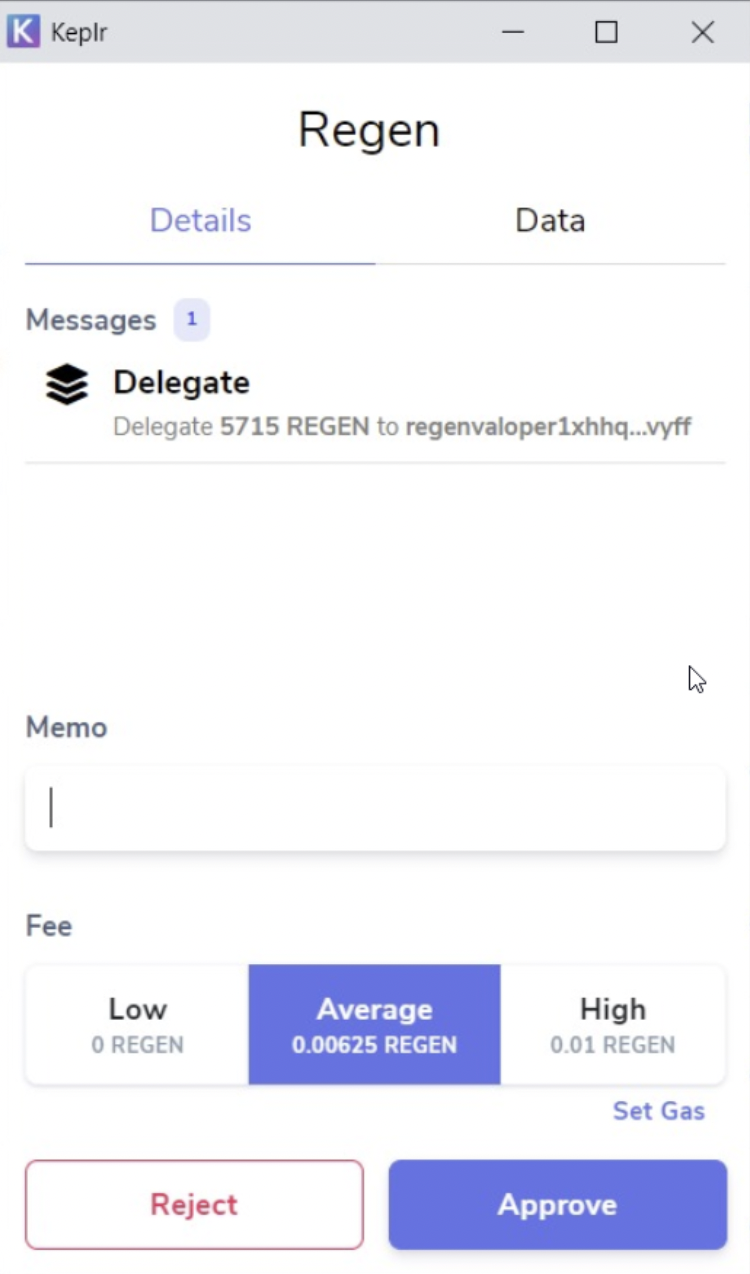 Keplr
Regen
Details Data
Messages 1
Delegate
Delegate 5715 REGEN to regenvaloper1xhhq...vyff
Memo
Fee
Low Average High
0 REGEN 0.00625 REGEN 0.01 REGEN
Set Gas
Reject Approve